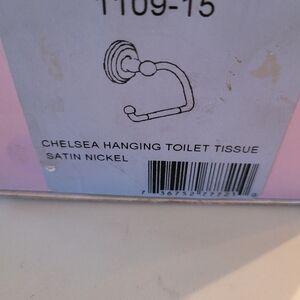 1109-15
CHELSEA HANGING TOILET TISSUE
SATIN NICKEL